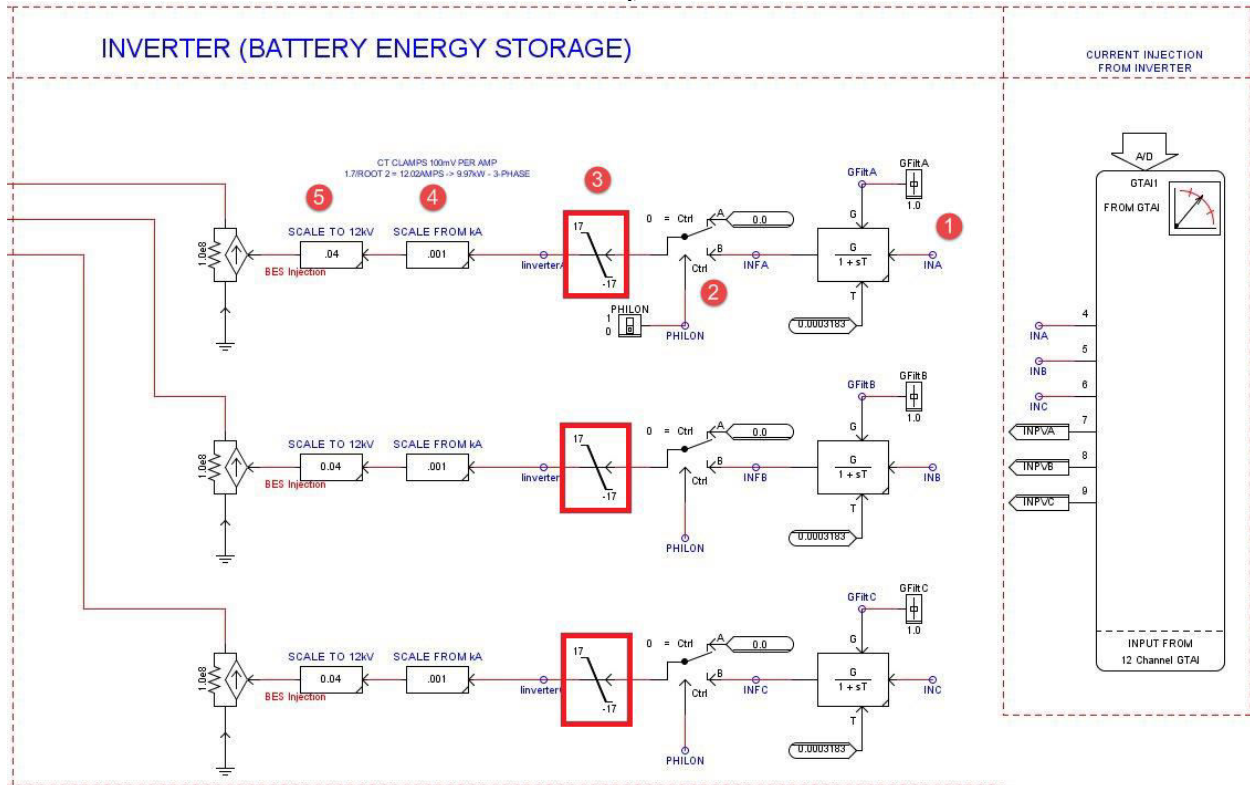 INVERTER (BATTERY ENERGY STORAGE)
CURRENT INJECTION
FROM INVERTER
CT CLAMPS 100mV PER AMP
1.7/ROOT 2 = 12.02AMPS -> 9.97kW - 3-PHASE
5
4
3
2
1
SCALE TO 12kV
.04
BES Injection
SCALE FROM kA
.001
IinverterA
17
-17
0 = Ctrl
A
0.0
B
Ctrl
INFA
PHILON
1
0
PHILON
GFiltA
GFiltA
1.0
G
G
1 + sT
T
INA
0.0003183
1.0e8
SCALE TO 12kV
0.04
BES Injection
SCALE FROM kA
.001
Iinverter
17
-17
0 = Ctrl
A
0.0
B
Ctrl
INFB
PHILON
GFiltB
GFiltB
1.0
G
G
1 + sT
T
INB
0.0003183
1.0e8
SCALE TO 12kV
0.04
BES Injection
SCALE FROM kA
.001
Iinverter
17
-17
0 = Ctrl
A
0.0
B
Ctrl
INFC
PHILON
GFiltC
GFiltC
1.0
G
G
1 + sT
T
INC
0.0003183
1.0e8
A/D
GTAI1
FROM GTAI
4
INA
5
INB
6
INC
7
INPVA
8
INPVB
9
INPVC
INPUT FROM
12 Channel GTAI